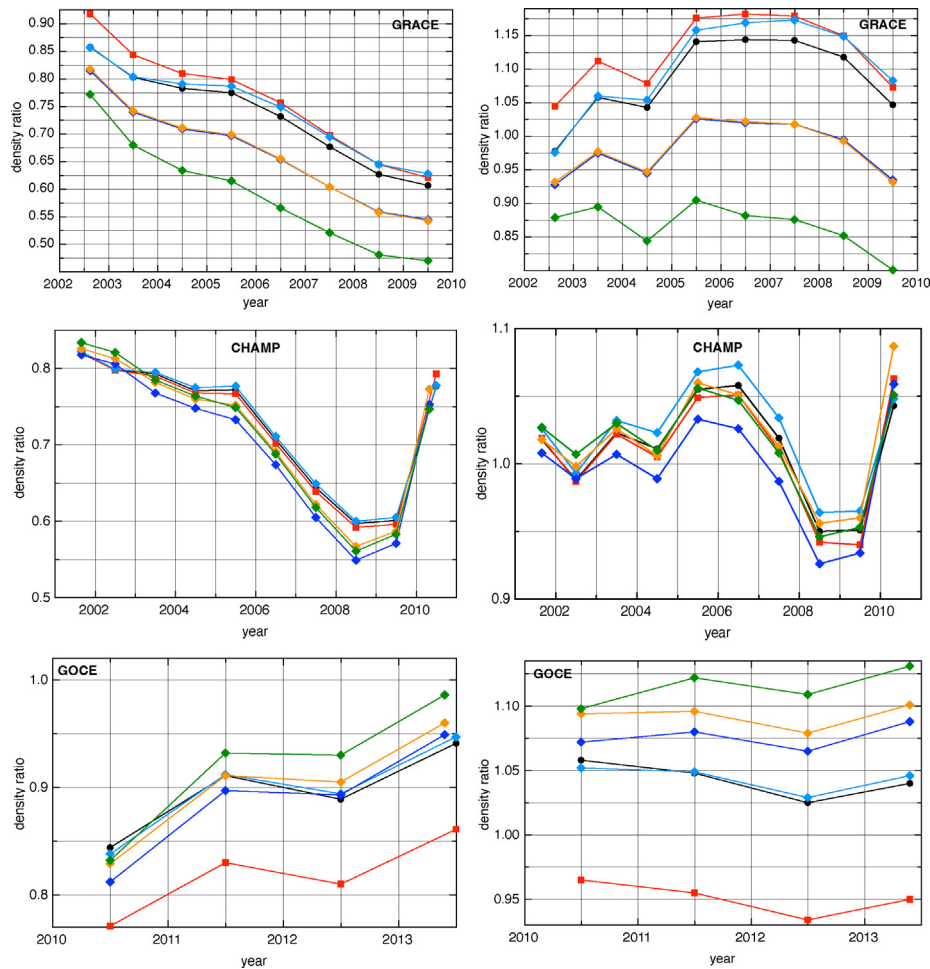 GRACE
density ratio
0.90
0.85
0.80
0.75
0.70
0.65
0.60
0.55
0.50
2002 2003 2004 2005 2006 2007 2008 2009 2010
year
GRACE
density ratio
1.15
1.10
1.05
1.00
0.95
0.90
0.85
2002 2003 2004 2005 2006 2007 2008 2009 2010
year
CHAMP
density ratio
0.8
0.7
0.6
0.5
2002 2004 2006 2008 2010
year
CHAMP
density ratio
1.1
1.0
0.9
2002 2004 2006 2008 2010
year
GOCE
density ratio
1.0
0.9
0.8
2010 2011 2012 2013
year
GOCE
density ratio
1.10
1.05
1.00
0.95
2010 2011 2012 2013
year